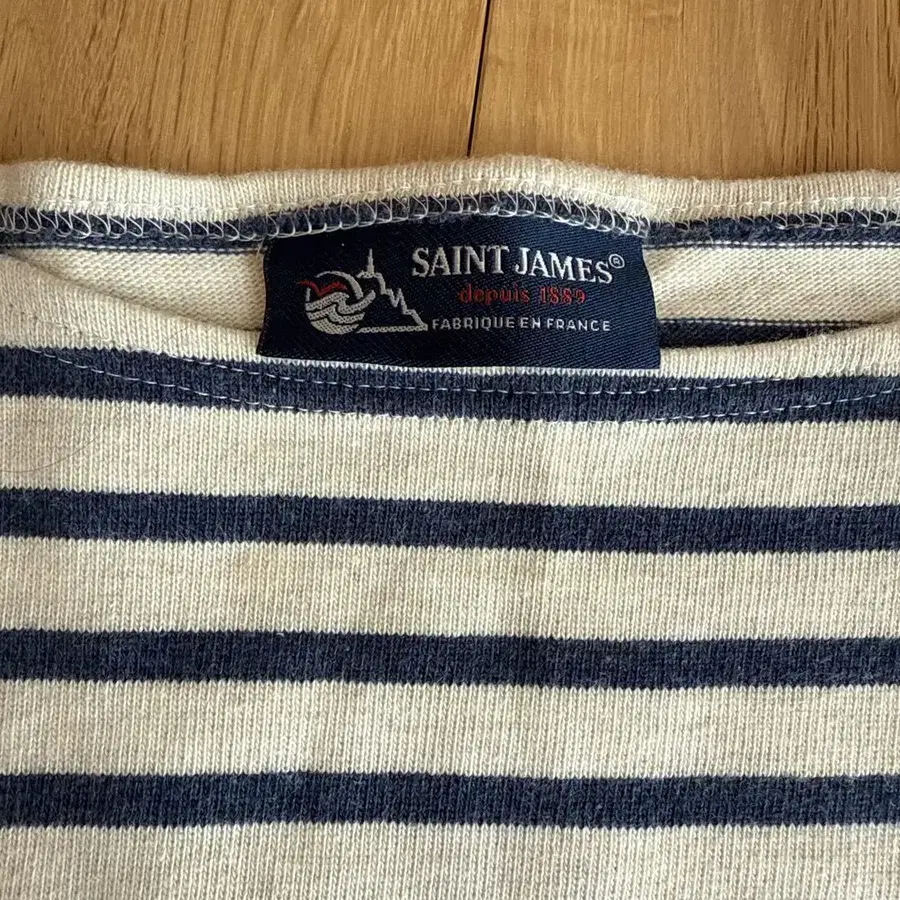 SAINT JAMES®
depuis 1889
FABRIQUE EN FRANCE